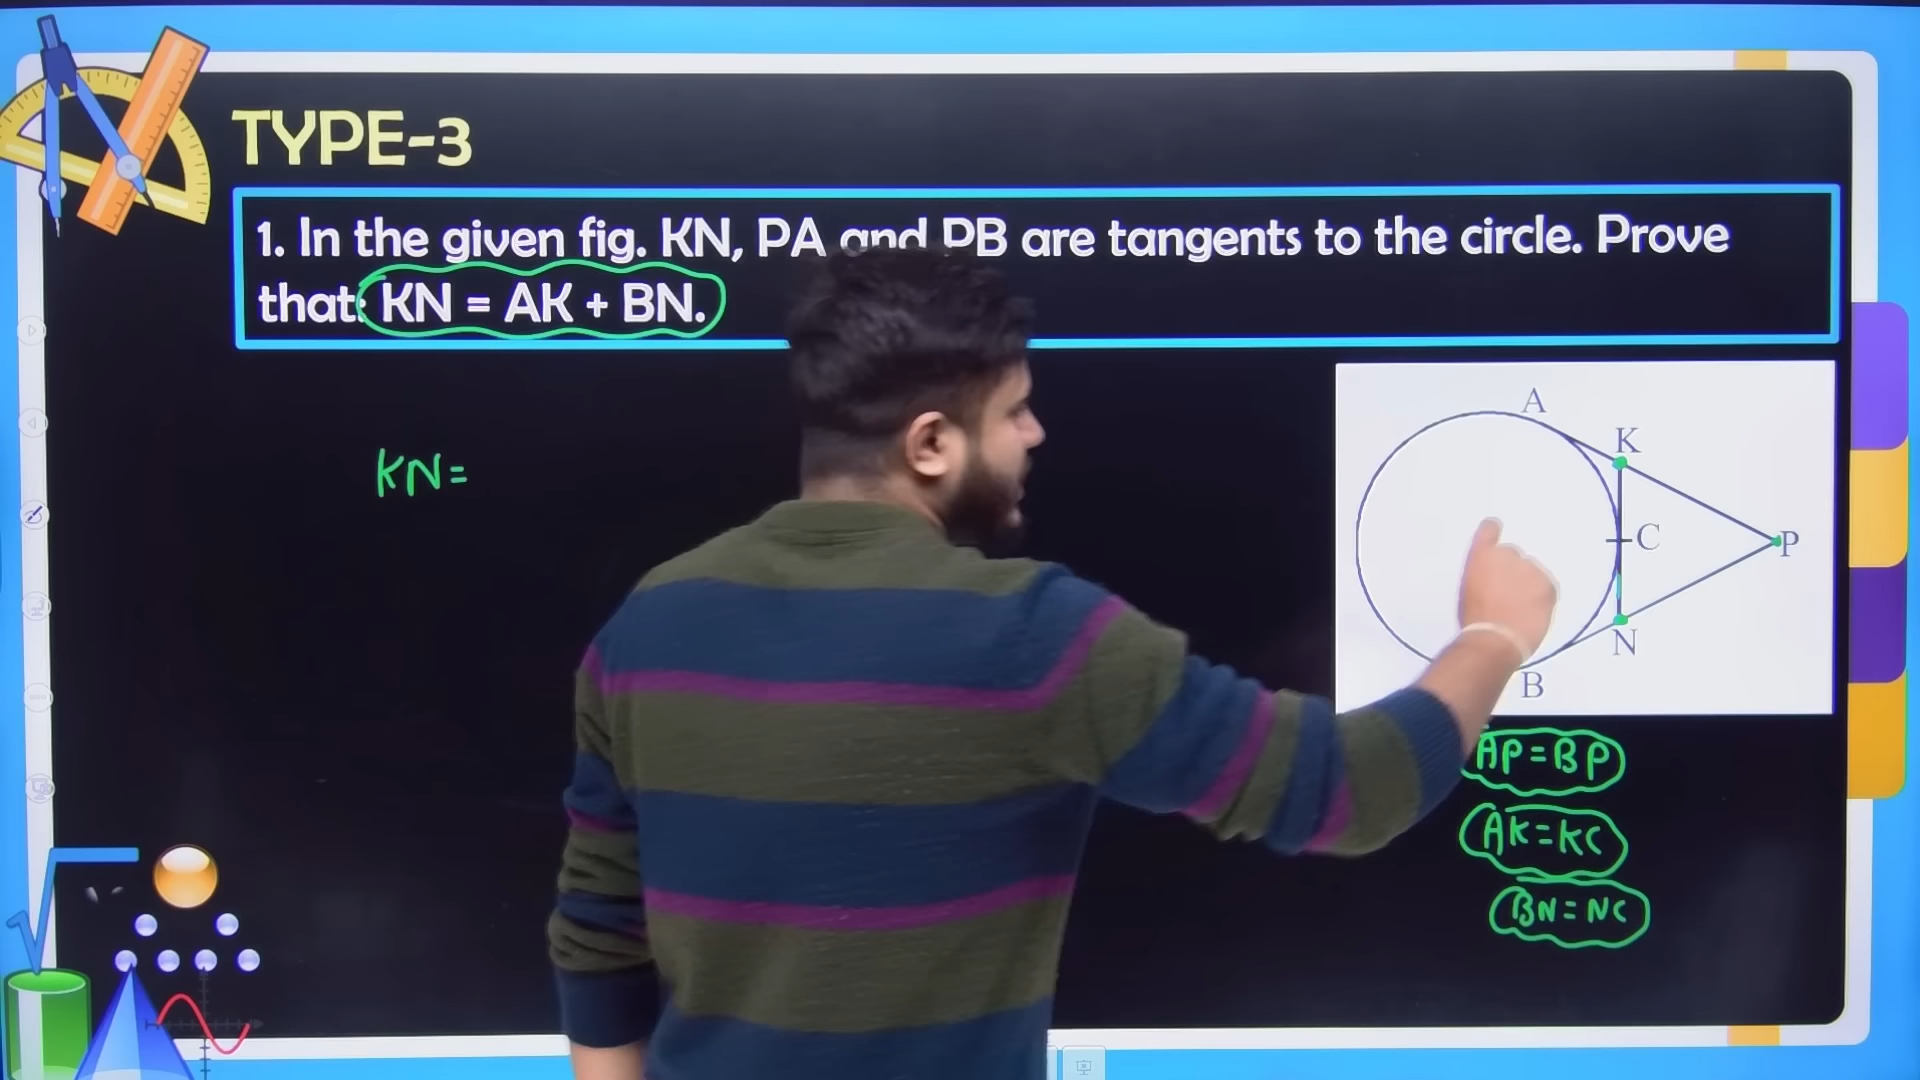 TYPE-3
1. In the given fig. KN, PA and PB are tangents to the circle. Prove
that: KN = AK + BN.
KN=
A
K
C
P
N
B
AP=BP
AK=KC
BN=NC